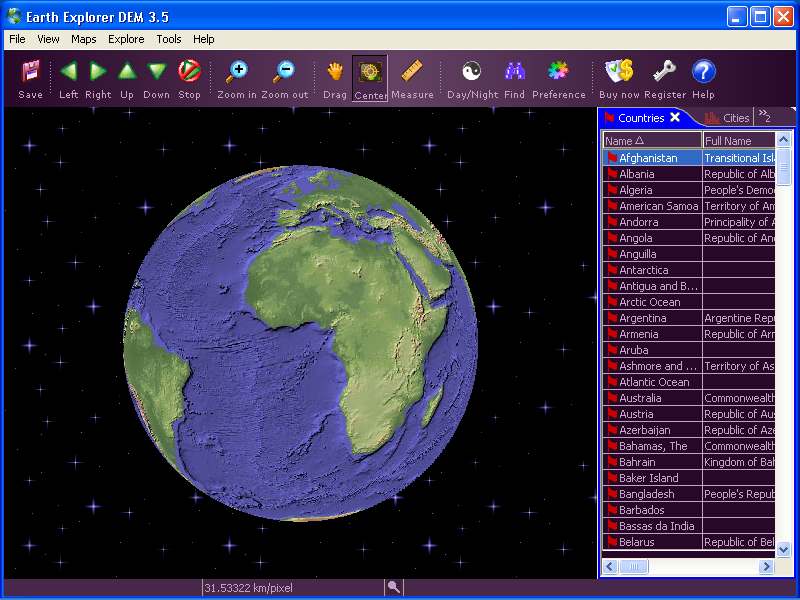 Earth Explorer DEM 3.5
File View Maps Explore Tools Help
Save Left Right Up Down Stop Zoom in Zoom out Drag Center Measure Day/Night Find Preference Buy now Register Help
Countries Cities 2
Name Full Name
Afghanistan Transitional Isl
Albania Republic of Alb
Algeria People's Demo
American Samoa Territory of Am
Andorra Principality of A
Angola Republic of An
Anguilla
Antarctica
Antigua and B...
Arctic Ocean
Argentina Argentine Repu
Armenia Republic of Arm
Aruba
Ashmore and ... Territory of As
Atlantic Ocean
Australia Commonwealth
Austria Republic of Aus
Azerbaijan Republic of Aze
Bahamas, The Commonwealth
Bahrain Kingdom of Bah
Baker Island
Bangladesh People's Repub
Barbados
Bassas da India
Belarus Republic of Bel
31.53322 km/pixel